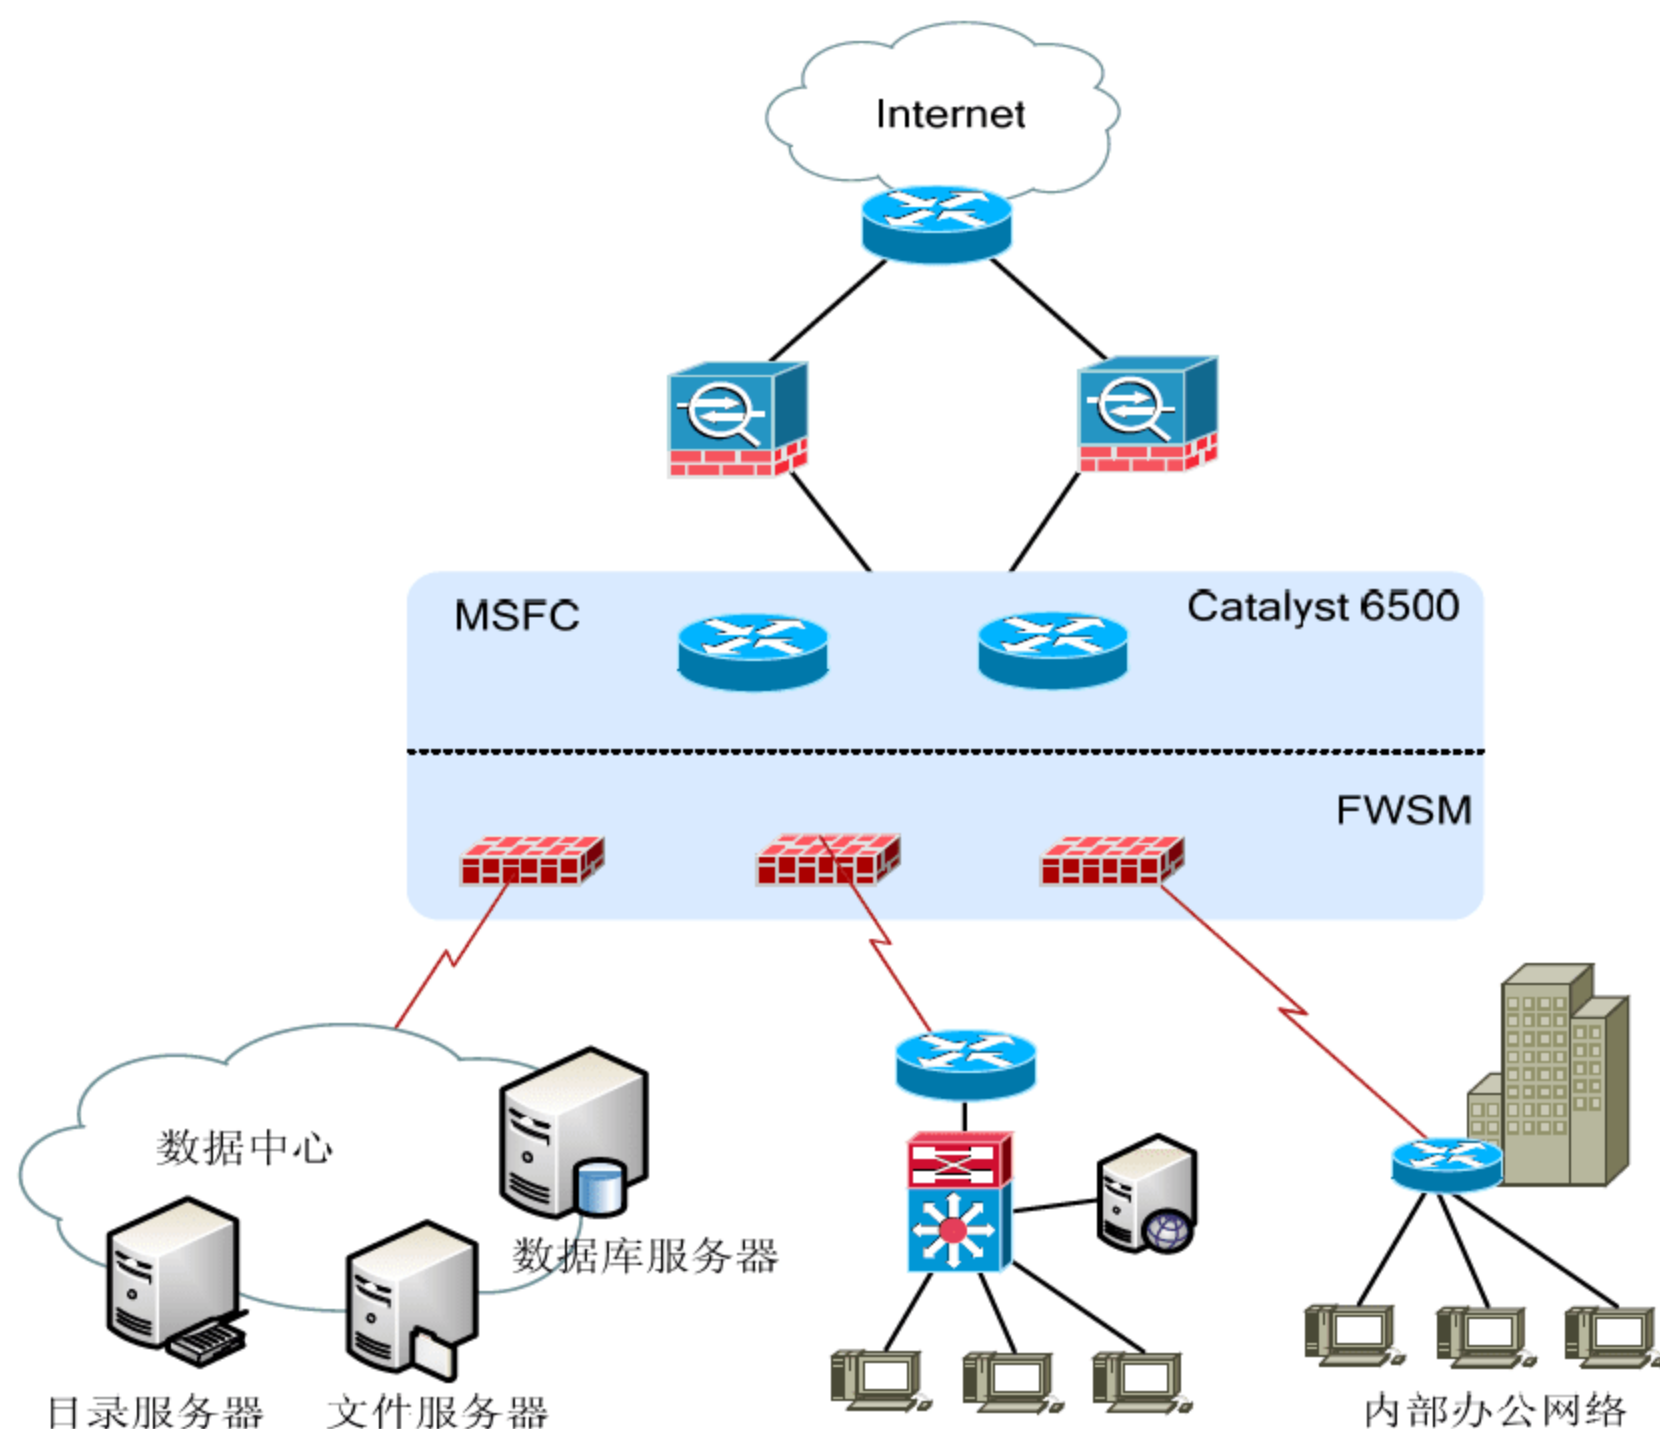 Internet
MSFC
Catalyst 6500
FWSM
数据中心
数据库服务器
目录服务器
文件服务器
内部办公网络